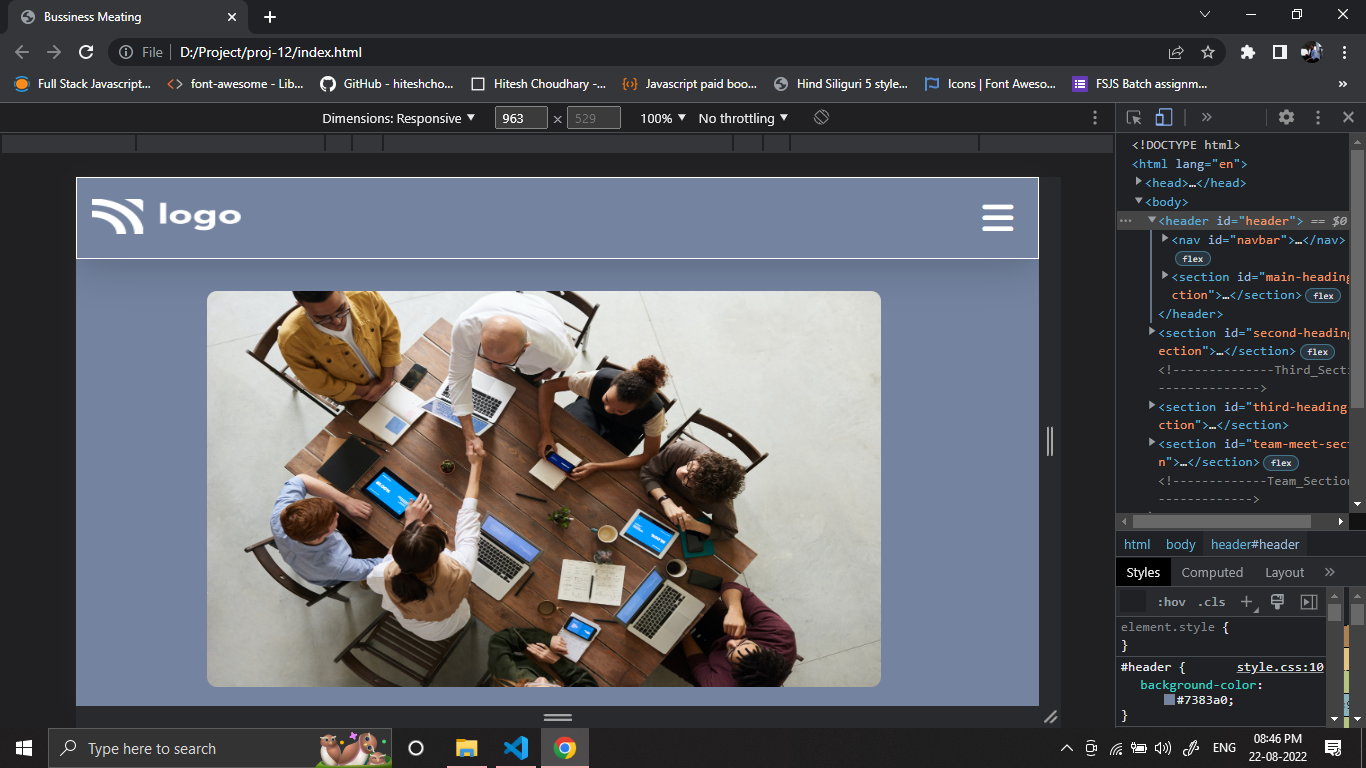 Bussiness Meating
File D:/Project/proj-12/index.html
Full Stack Javascript... font-awesome - Lib... GitHub - hiteshcho... Hitesh Choudhary -... Javascript paid boo... Hind Siliguri 5 style... Icons | Font Aweso... FSJS Batch assignm... »
Dimensions: Responsive ▼ 963 × 529 100% ▼ No throttling ▼
logo
<!DOCTYPE html>
<html lang="en">
<head>…</head>
<body>
<header id="header"> == $0
<nav id="navbar">…</nav>
flex
<section id="main-heading
ction">…</section> flex
</header>
<section id="second-heading
ection">…</section> flex
<!--------------Third_Secti
-------------->
<section id="third-heading
ction">…</section>
<section id="team-meet-sect
n">…</section> flex
<!-------------Team_Section
------------->
html body header#header
Styles Computed Layout »
:hov .cls +
element.style {
}
#header { style.css:10
background-color:
#7383a0;
}
Type here to search
ENG
08:46 PM
22-08-2022